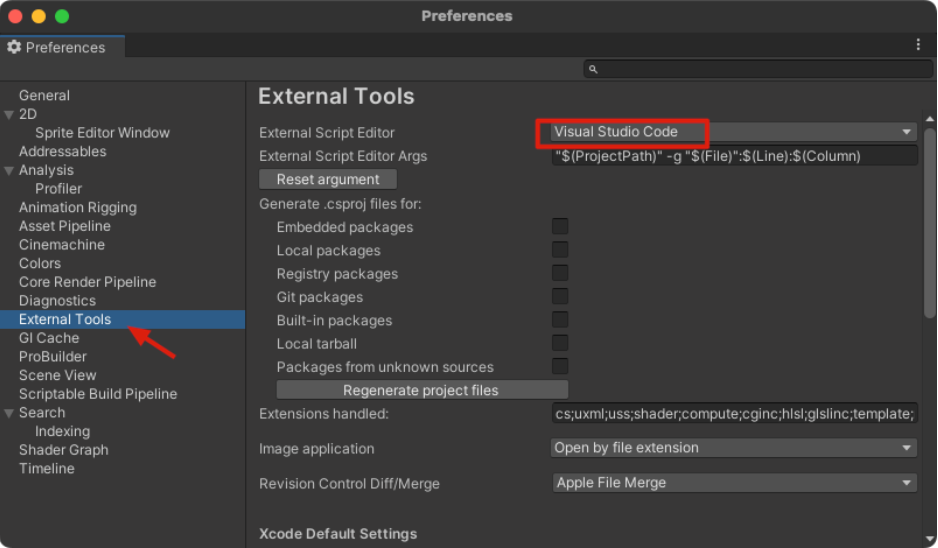 Preferences
Preferences
General
2D
Sprite Editor Window
Addressables
Analysis
Profiler
Animation Rigging
Asset Pipeline
Cinemachine
Colors
Core Render Pipeline
Diagnostics
External Tools
GI Cache
ProBuilder
Scene View
Scriptable Build Pipeline
Search
Indexing
Shader Graph
Timeline
External Tools
External Script Editor Visual Studio Code
External Script Editor Args "$(ProjectPath)" -g "$(File)":$(Line):$(Column)
Reset argument
Generate .csproj files for:
Embedded packages
Local packages
Registry packages
Git packages
Built-in packages
Local tarball
Packages from unknown sources
Regenerate project files
Extensions handled: cs;uxml;uss;shader;compute;cginc;hlsl;glslinc;template;
Image application Open by file extension
Revision Control Diff/Merge Apple File Merge
Xcode Default Settings